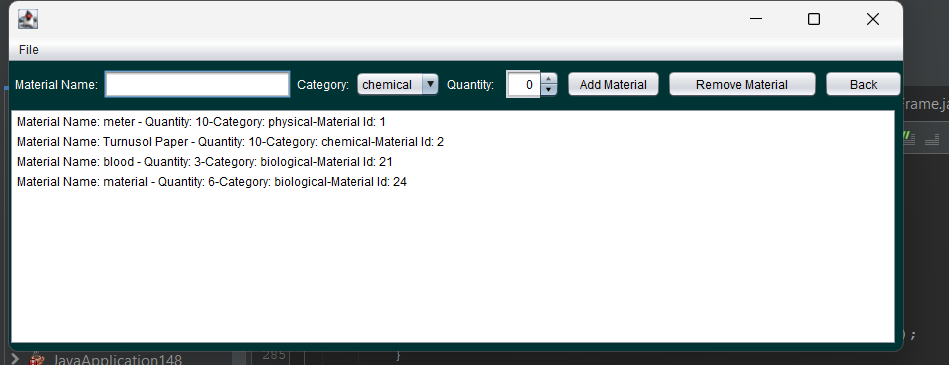 File
Material Name: Category: chemical Quantity: 0 Add Material Remove Material Back
Material Name: meter - Quantity: 10-Category: physical-Material Id: 1
Material Name: Turnusol Paper - Quantity: 10-Category: chemical-Material Id: 2
Material Name: blood - Quantity: 3-Category: biological-Material Id: 21
Material Name: material - Quantity: 6-Category: biological-Material Id: 24
Frame.ja
);
JavaApplication148
285 }